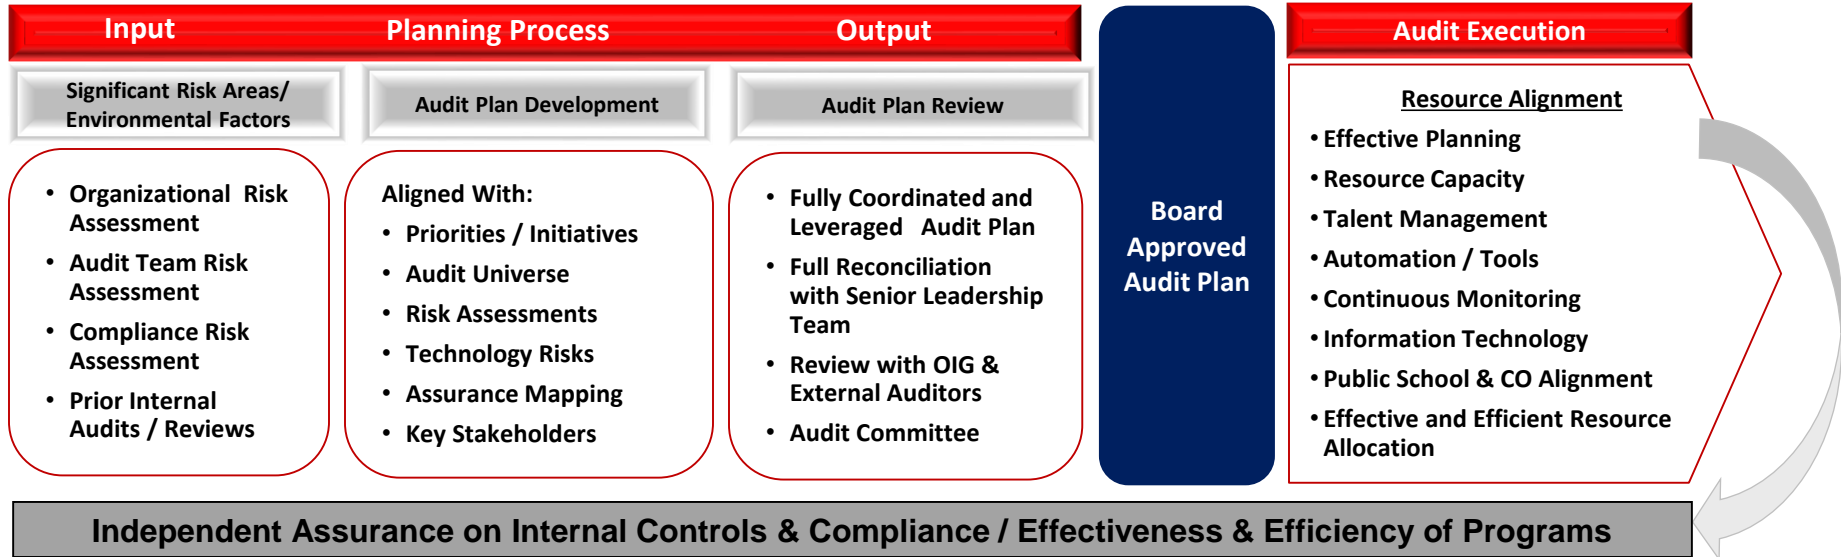 Input
Planning Process
Output
Audit Execution
Significant Risk Areas/
Environmental Factors
Audit Plan Development
Audit Plan Review
• Organizational Risk
Assessment
• Audit Team Risk
Assessment
• Compliance Risk
Assessment
• Prior Internal
Audits / Reviews
Aligned With:
• Priorities / Initiatives
• Audit Universe
• Risk Assessments
• Technology Risks
• Assurance Mapping
• Key Stakeholders
• Fully Coordinated and
Leveraged Audit Plan
• Full Reconciliation
with Senior Leadership
Team
• Review with OIG &
External Auditors
• Audit Committee
Board
Approved
Audit Plan
Resource Alignment
• Effective Planning
• Resource Capacity
• Talent Management
• Automation / Tools
• Continuous Monitoring
• Information Technology
• Public School & CO Alignment
• Effective and Efficient Resource
Allocation
Independent Assurance on Internal Controls & Compliance / Effectiveness & Efficiency of Programs